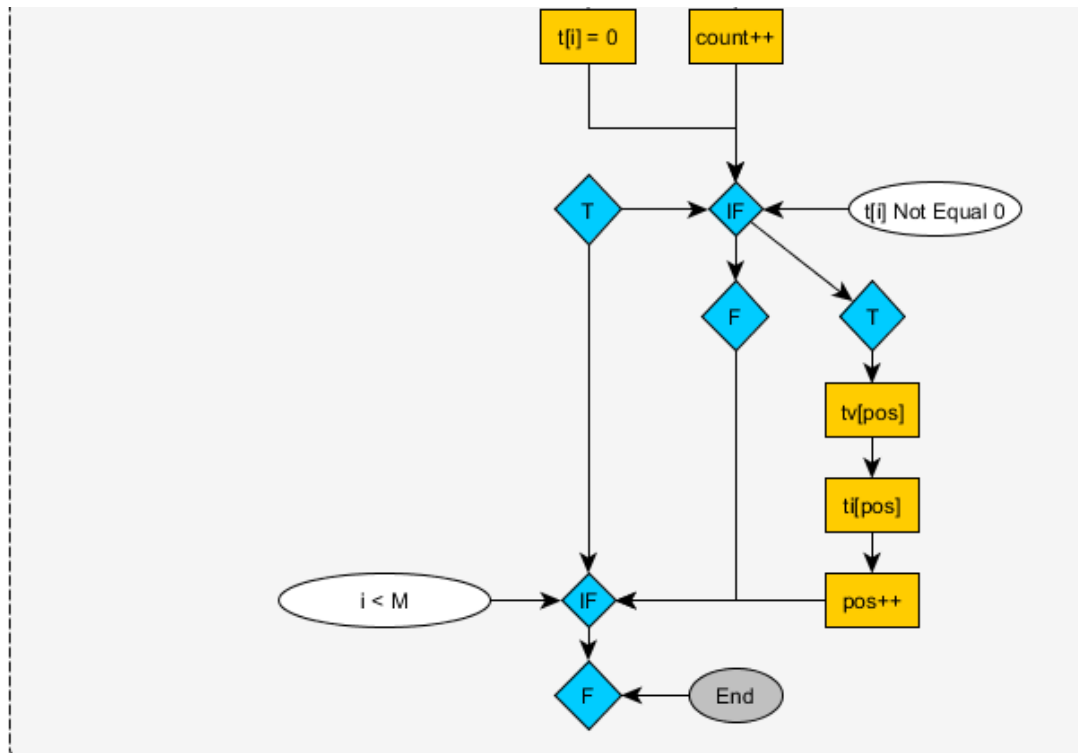 t[i] = 0
count++
T
IF
t[i] Not Equal 0
F
T
tv[pos]
ti[pos]
i < M
IF
pos++
F
End